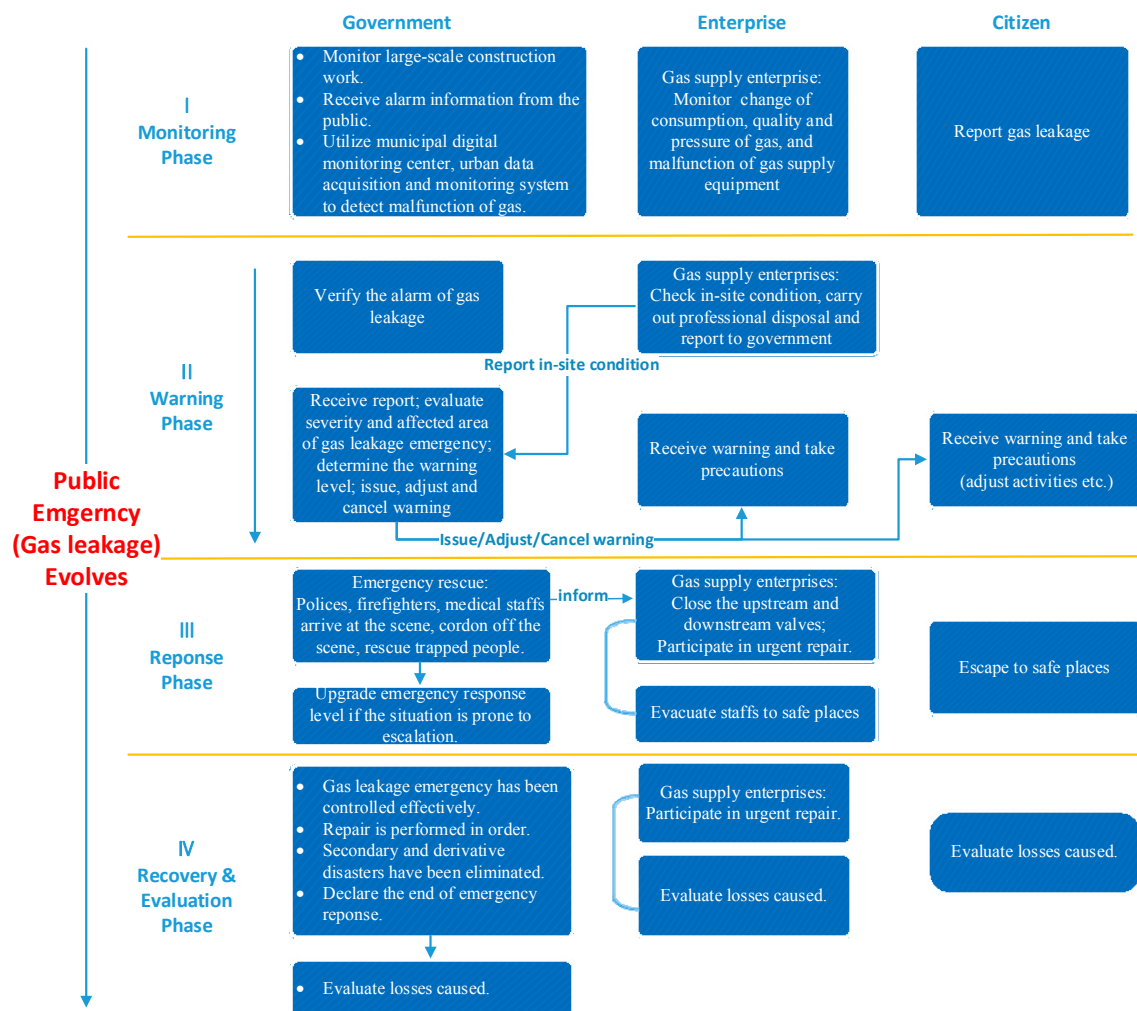 Government
Enterprise
Citizen
I
Monitoring
Phase
• Monitor large-scale construction
work.
• Receive alarm information from the
public.
• Utilize municipal digital
monitoring center, urban data
acquisition and monitoring system
to detect malfunction of gas.
Gas supply enterprise:
Monitor change of
consumption, quality and
pressure of gas, and
malfunction of gas supply
equipment
Report gas leakage
II
Warning
Phase
Verify the alarm of gas
leakage
Gas supply enterprises:
Check in-site condition, carry
out professional disposal and
report to government
Report in-site condition
Receive report; evaluate
severity and affected area
of gas leakage emergency;
determine the warning
level; issue, adjust and
cancel warning
Receive warning and take
precautions
Receive warning and take
precautions
(adjust activities etc.)
Issue/Adjust/Cancel warning
Public
Emgerncy
(Gas leakage)
Evolves
III
Reponse
Phase
Emergency rescue:
Polices, firefighters, medical staffs
arrive at the scene, cordon off the
scene, rescue trapped people.
inform
Gas supply enterprises:
Close the upstream and
downstream valves;
Participate in urgent repair.
Escape to safe places
Upgrade emergency response
level if the situation is prone to
escalation.
Evacuate staffs to safe places
IV
Recovery &
Evaluation
Phase
• Gas leakage emergency has been
controlled effectively.
• Repair is performed in order.
• Secondary and derivative
disasters have been eliminated.
• Declare the end of emergency
reponse.
Gas supply enterprises:
Participate in urgent repair.
Evaluate losses caused.
Evaluate losses caused.
• Evaluate losses caused.